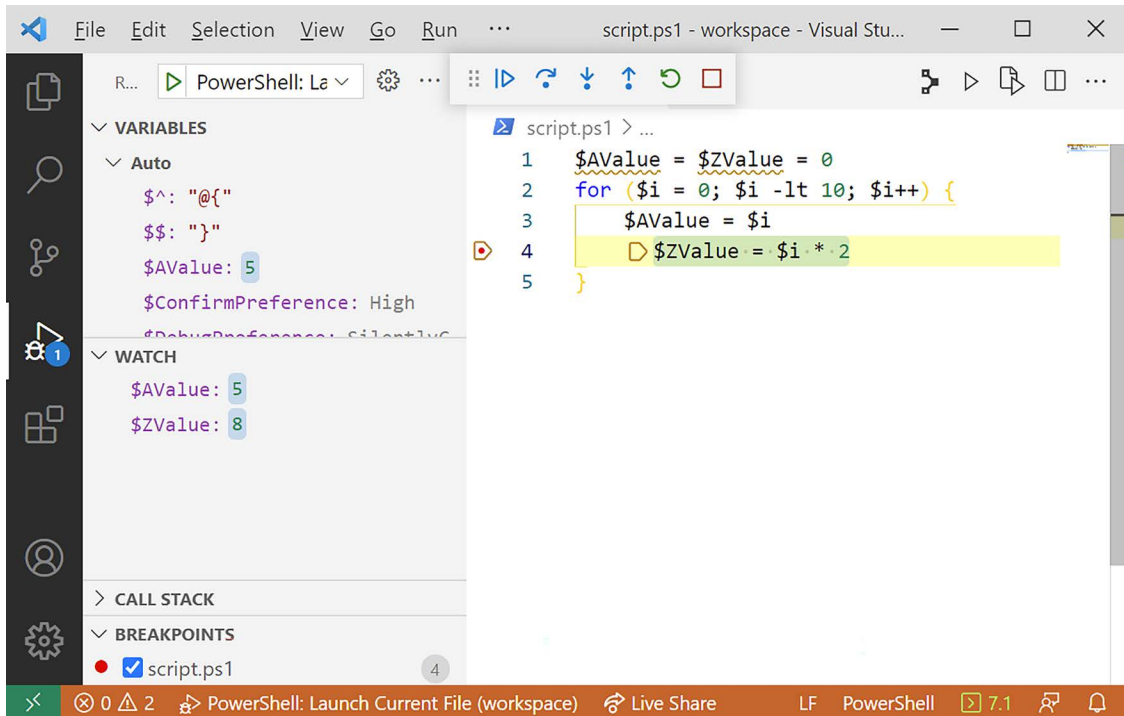 File Edit Selection View Go Run ··· script.ps1 - workspace - Visual Stu...
R... PowerShell: La
script.ps1 > ...
VARIABLES
Auto
$^: "@{"
$$: "}"
$AValue: 5
$ConfirmPreference: High
$DebugPreference: SilentlyC
WATCH
$AValue: 5
$ZValue: 8
CALL STACK
BREAKPOINTS
script.ps1 4
1 $AValue = $ZValue = 0
2 for ($i = 0; $i -lt 10; $i++) {
3 $AValue = $i
4 $ZValue = $i * 2
5 }
1
0 2 PowerShell: Launch Current File (workspace) Live Share LF PowerShell 7.1